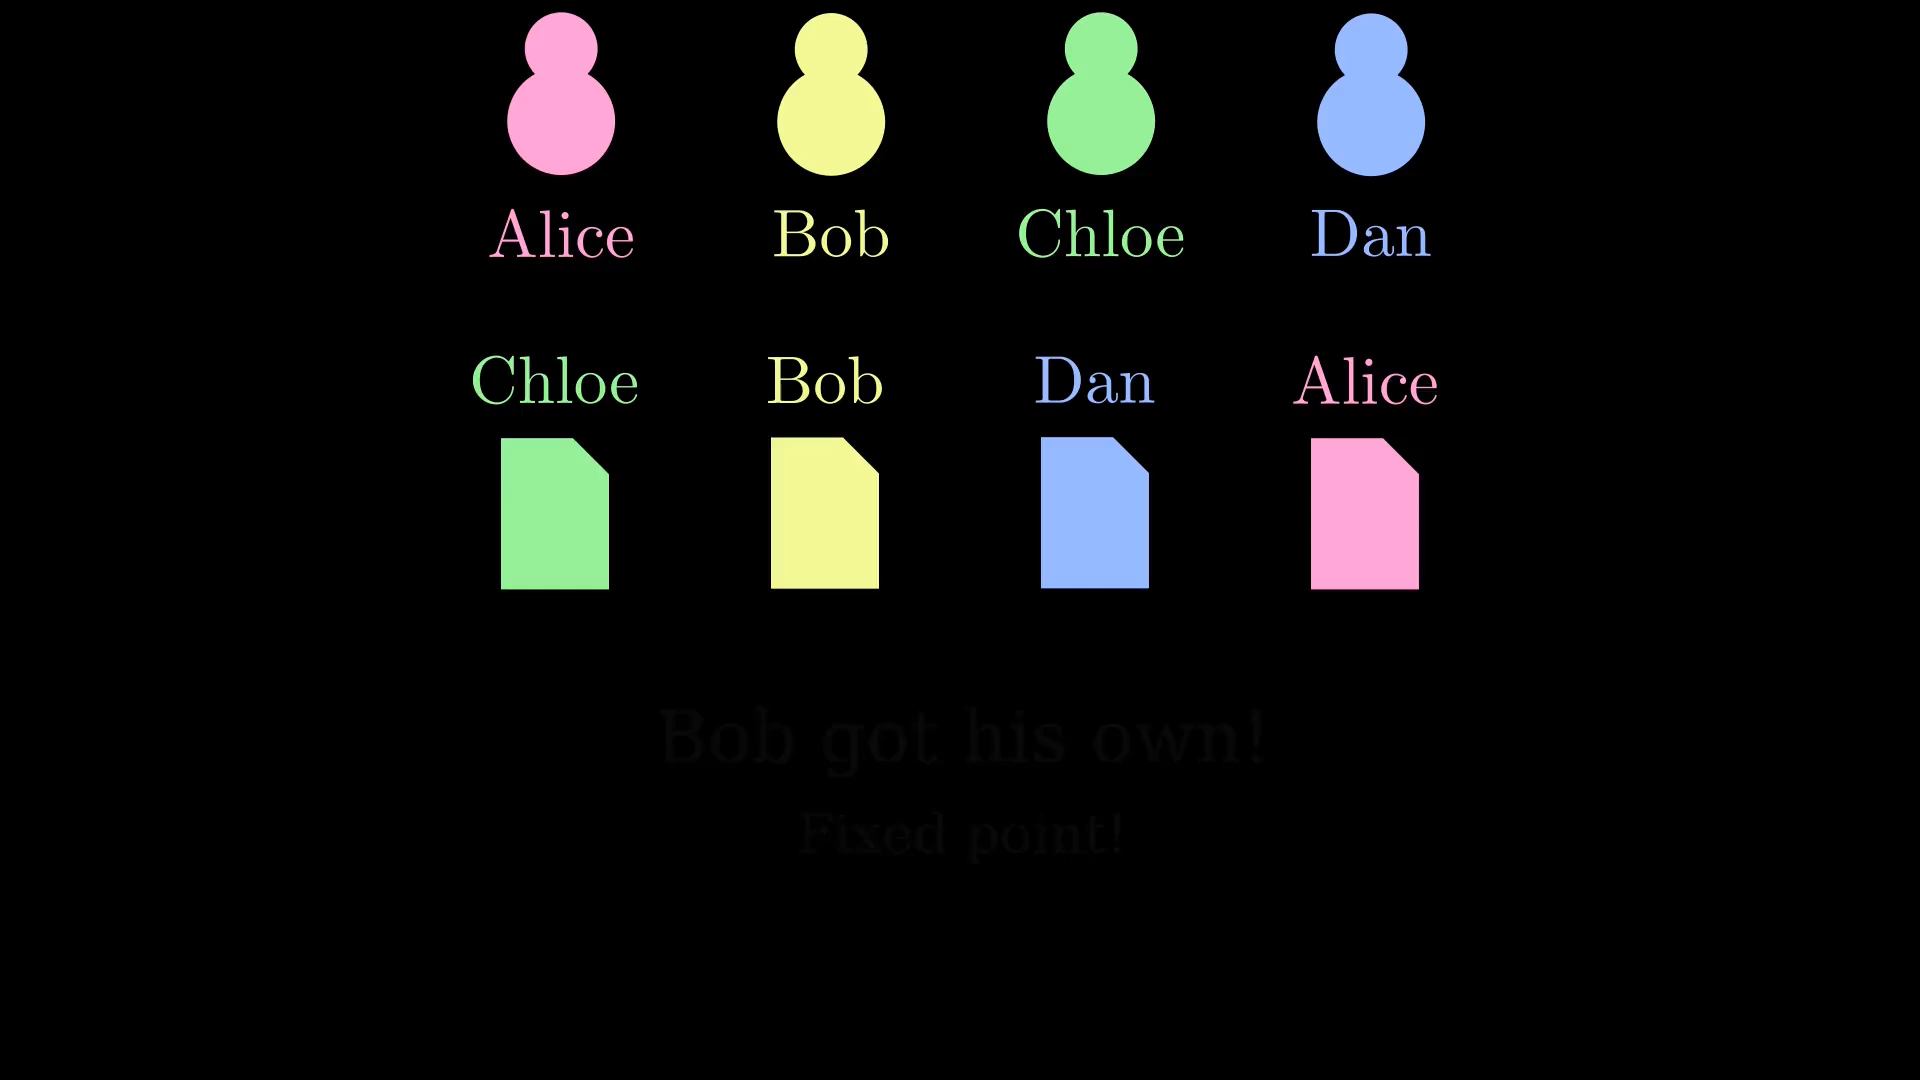 Alice Bob Chloe Dan
Chloe Bob Dan Alice
Bob got his own!
Fixed point!